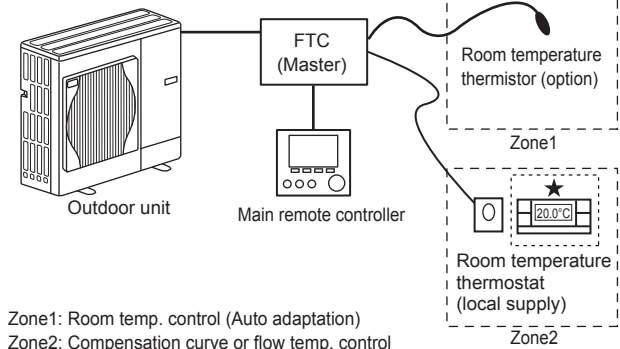 FTC
(Master)
Room temperature
thermistor (option)
Zone1
Outdoor unit
Main remote controller
20.0°C
Room temperature
thermostat
(local supply)
Zone2
Zone1: Room temp. control (Auto adaptation)
Zone2: Compensation curve or flow temp. control